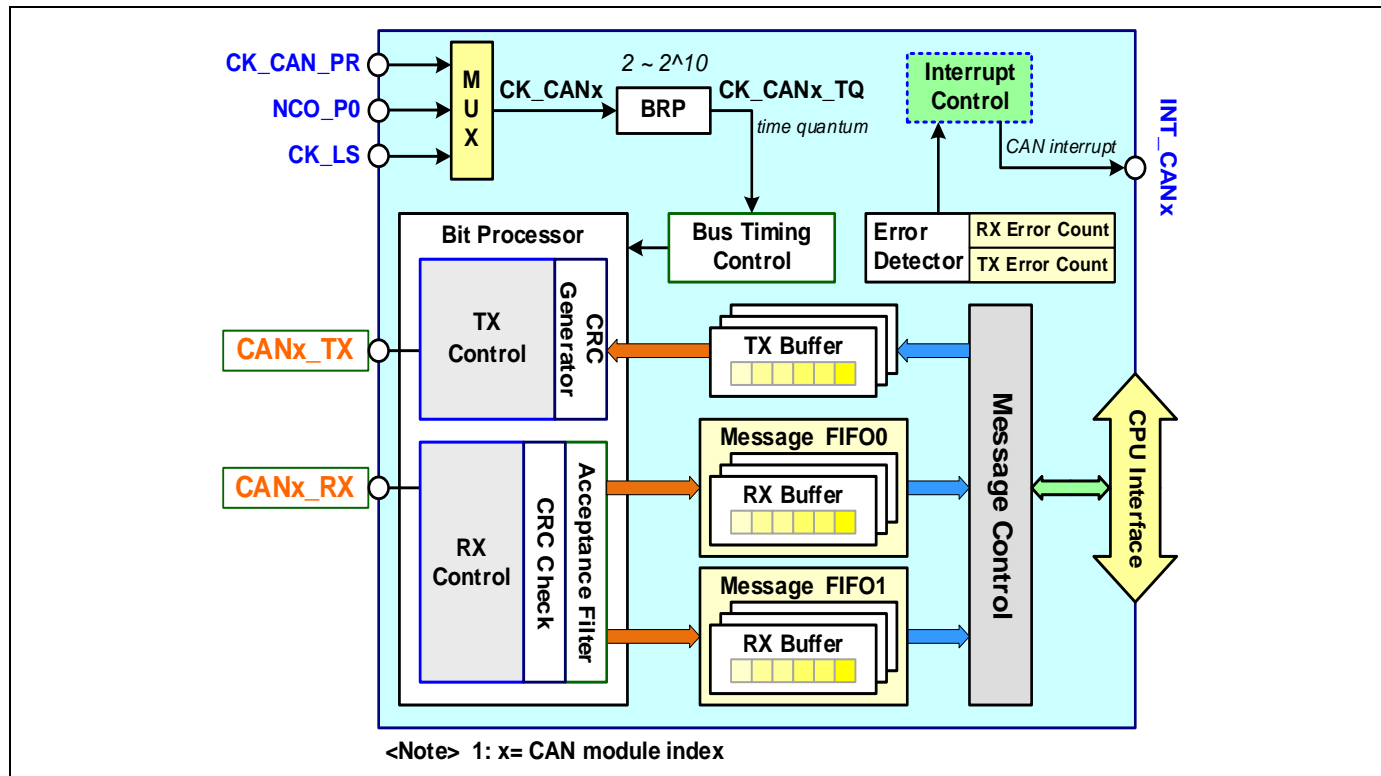 CK_CAN_PR
NCO_P0
CK_LS
MUX
CK_CANx
2 ~ 2^10
BRP
CK_CANx_TQ
time quantum
Interrupt
Control
CAN interrupt
INT_CANx
Bit Processor
Bus Timing
Control
Error
Detector
RX Error Count
TX Error Count
CANx_TX
TX
Control
CRC
Generator
TX Buffer
Message Control
CPU Interface
CANx_RX
RX
Control
CRC Check
Acceptance Filter
Message FIFO0
RX Buffer
Message FIFO1
RX Buffer
<Note> 1: x= CAN module index